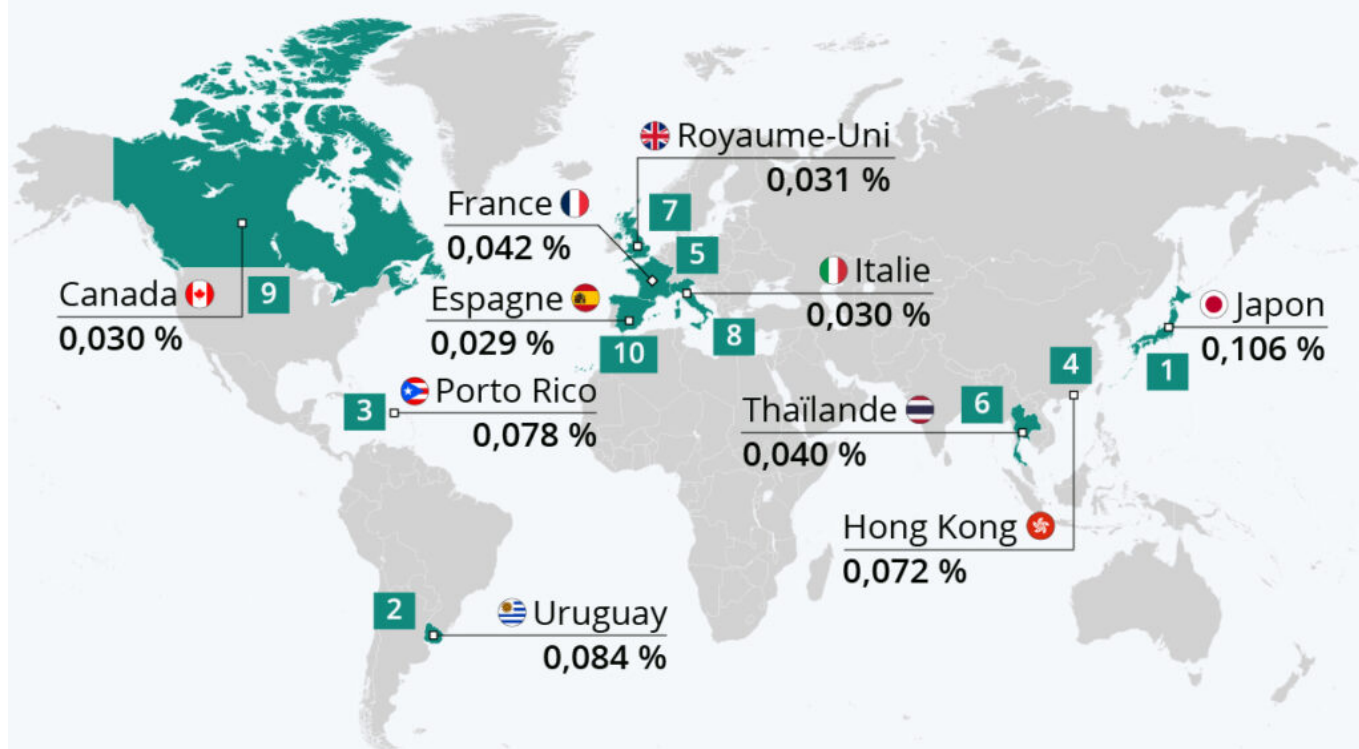 Royaume-Uni
0,031 %
7
France
0,042 %
5
Italie
0,030 %
8
Canada
0,030 %
9
Espagne
0,029 %
10
Japon
0,106 %
1
4
Porto Rico
0,078 %
3
Thaïlande
0,040 %
6
Hong Kong
0,072 %
2
Uruguay
0,084 %